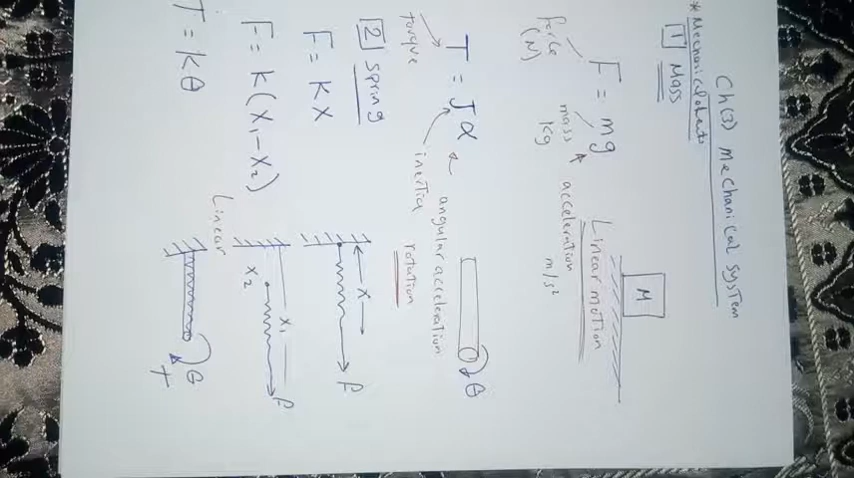 Ch(3) Mechanical system
* Mechanical
1 Mass
M
F = mg
force (N)
mass kg
acceleration m/s²
Linear motion
T = Jα
torque
inertia
angular acceleration
rotation
θ
2 spring
F = KX
X
F
F = K(X₁ - X₂)
X₁
X₂
F
Linear
T = Kθ
θ
T